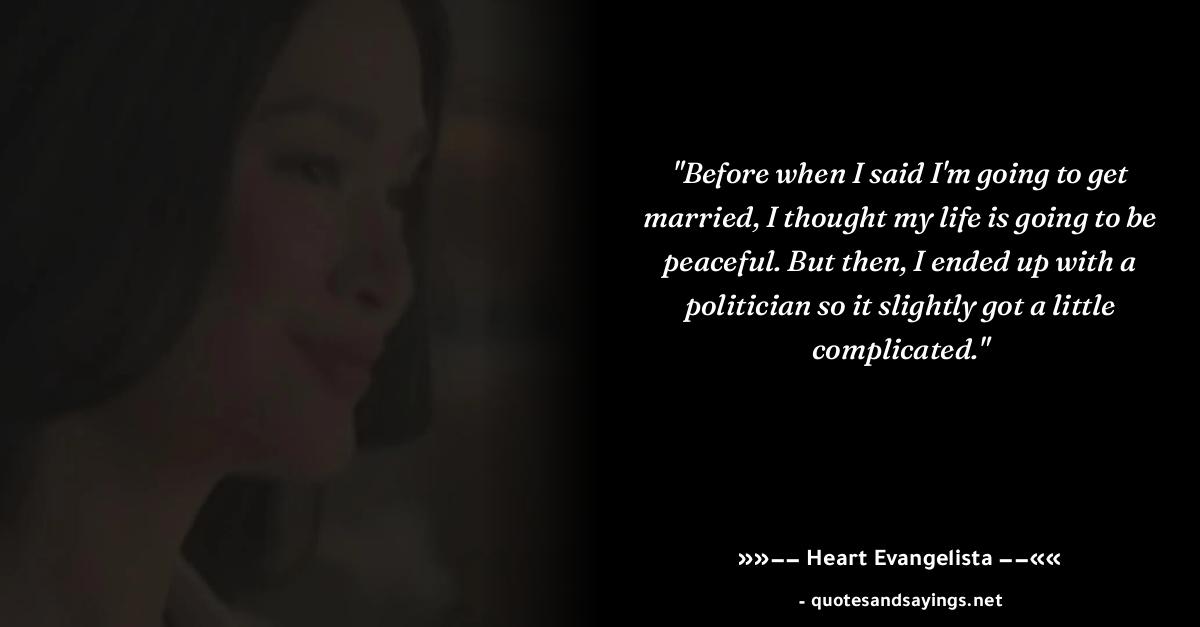 "Before when I said I'm going to get
married, I thought my life is going to be
peaceful. But then, I ended up with a
politician so it slightly got a little
complicated."
»»−− Heart Evangelista −−««
- quotesandsayings.net